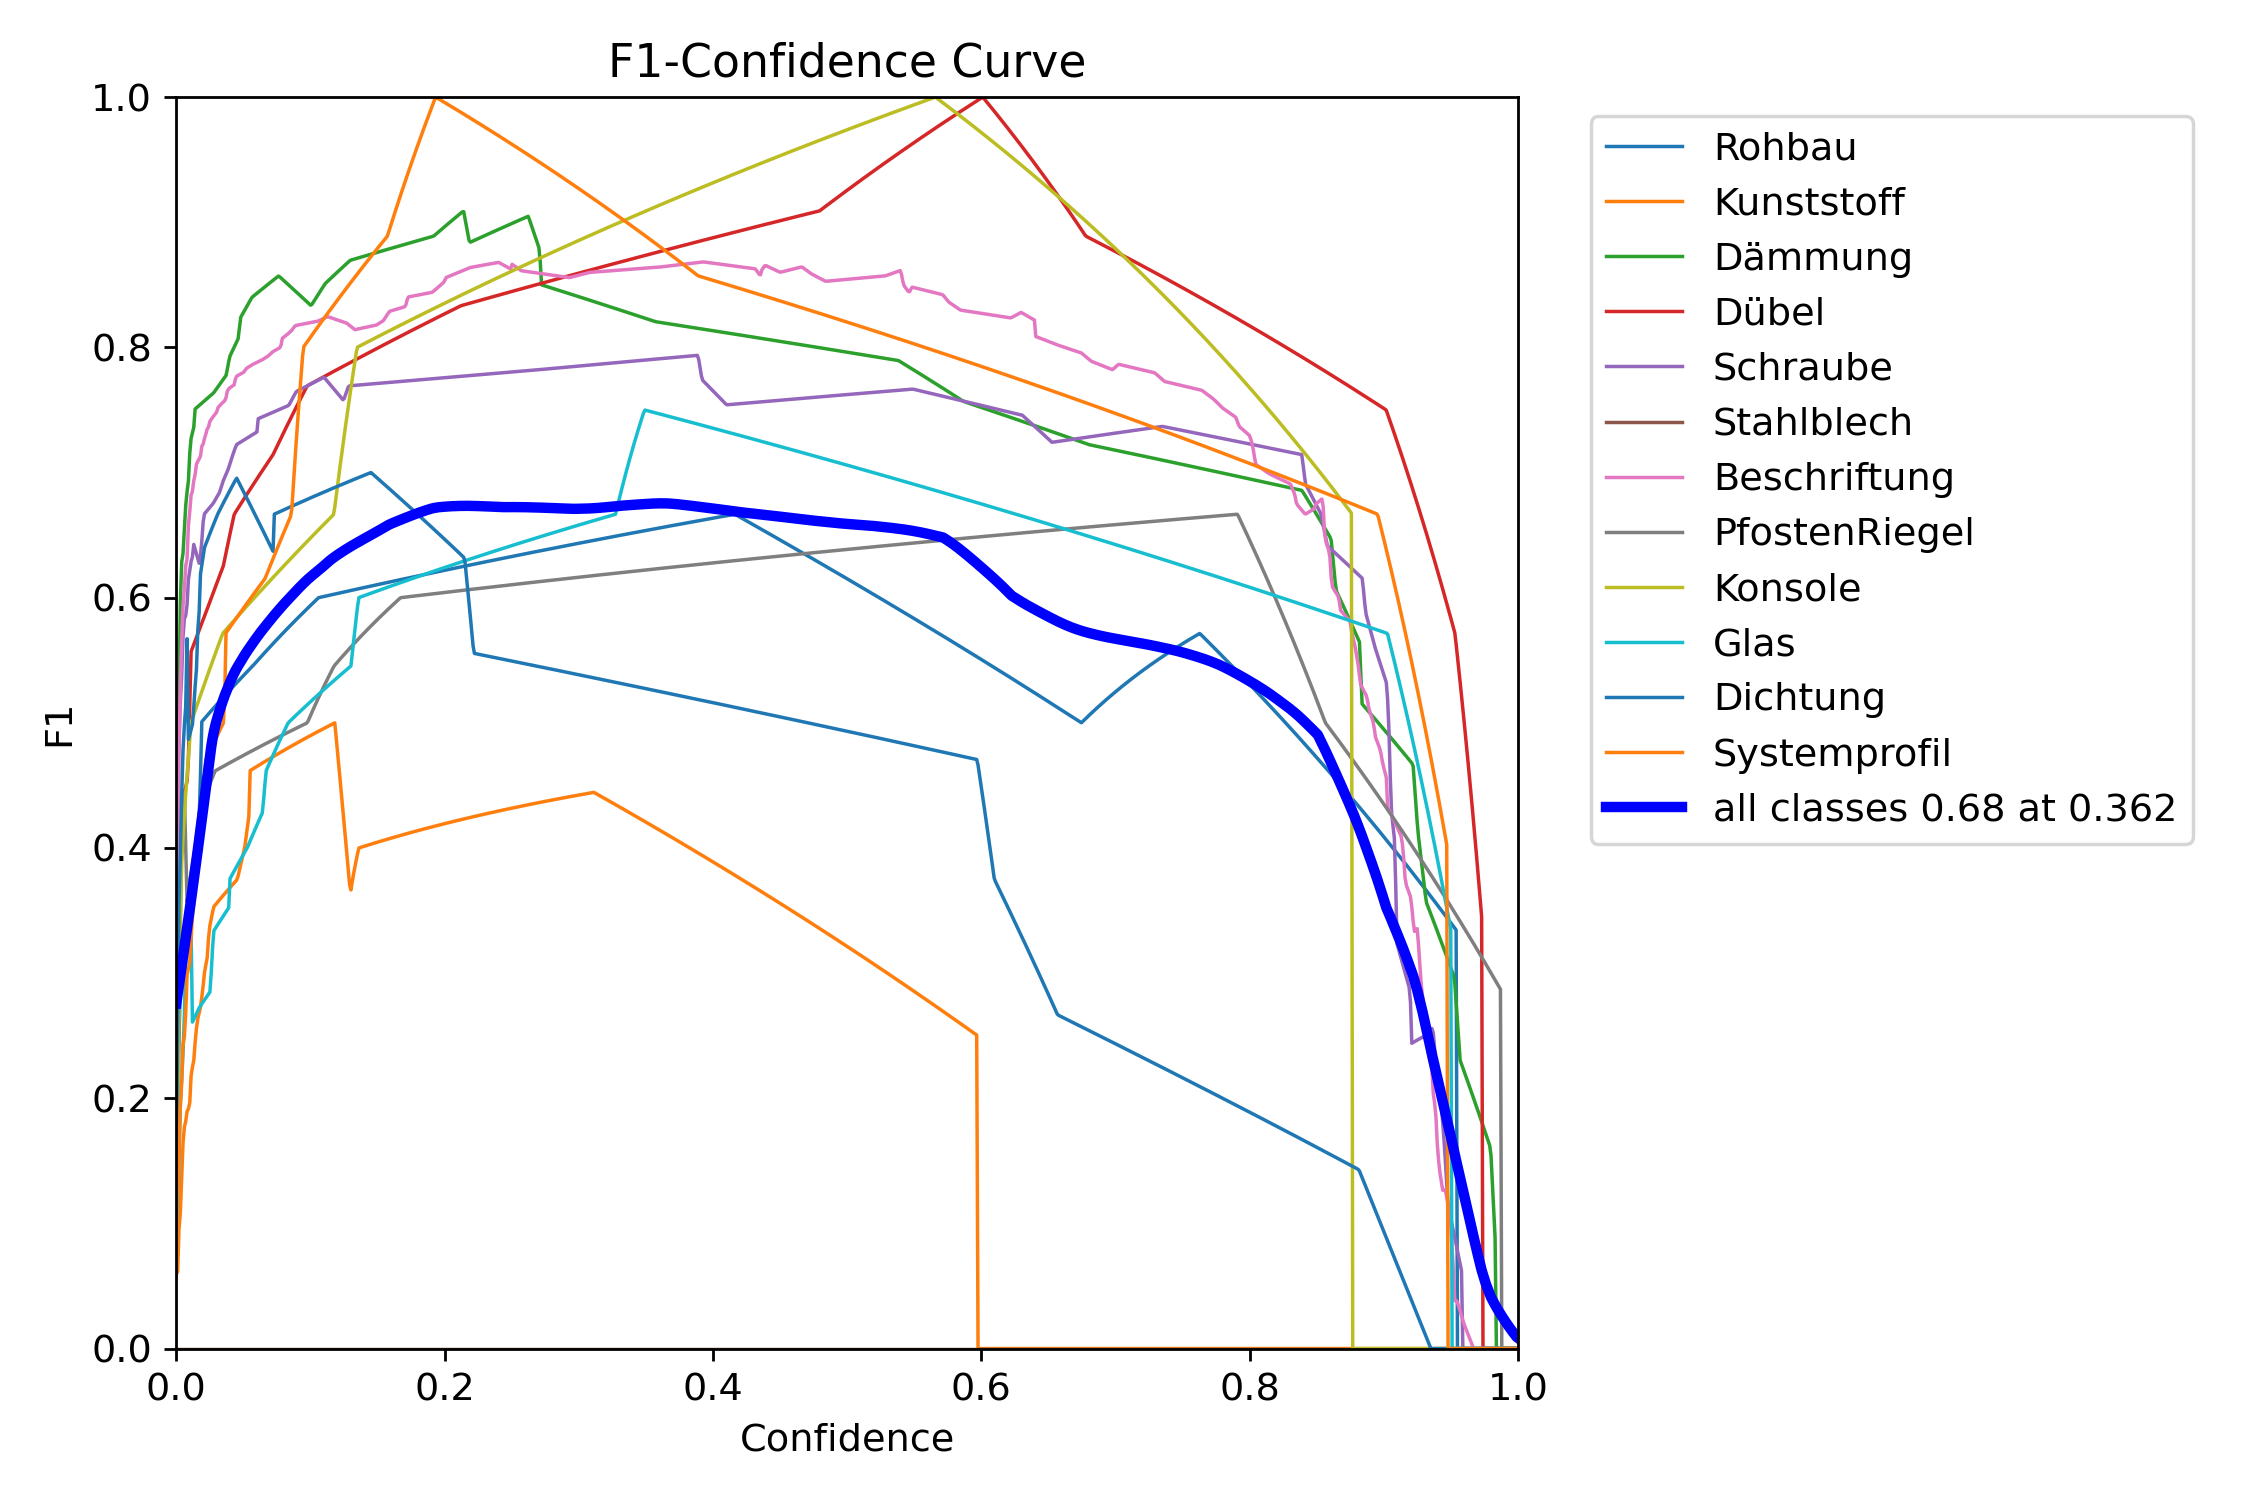 F1-Confidence Curve
1.0
0.8
0.6
0.4
0.2
0.0
F1
0.0 0.2 0.4 0.6 0.8 1.0
Confidence
Rohbau
Kunststoff
Dämmung
Dübel
Schraube
Stahlblech
Beschriftung
PfostenRiegel
Konsole
Glas
Dichtung
Systemprofil
all classes 0.68 at 0.362